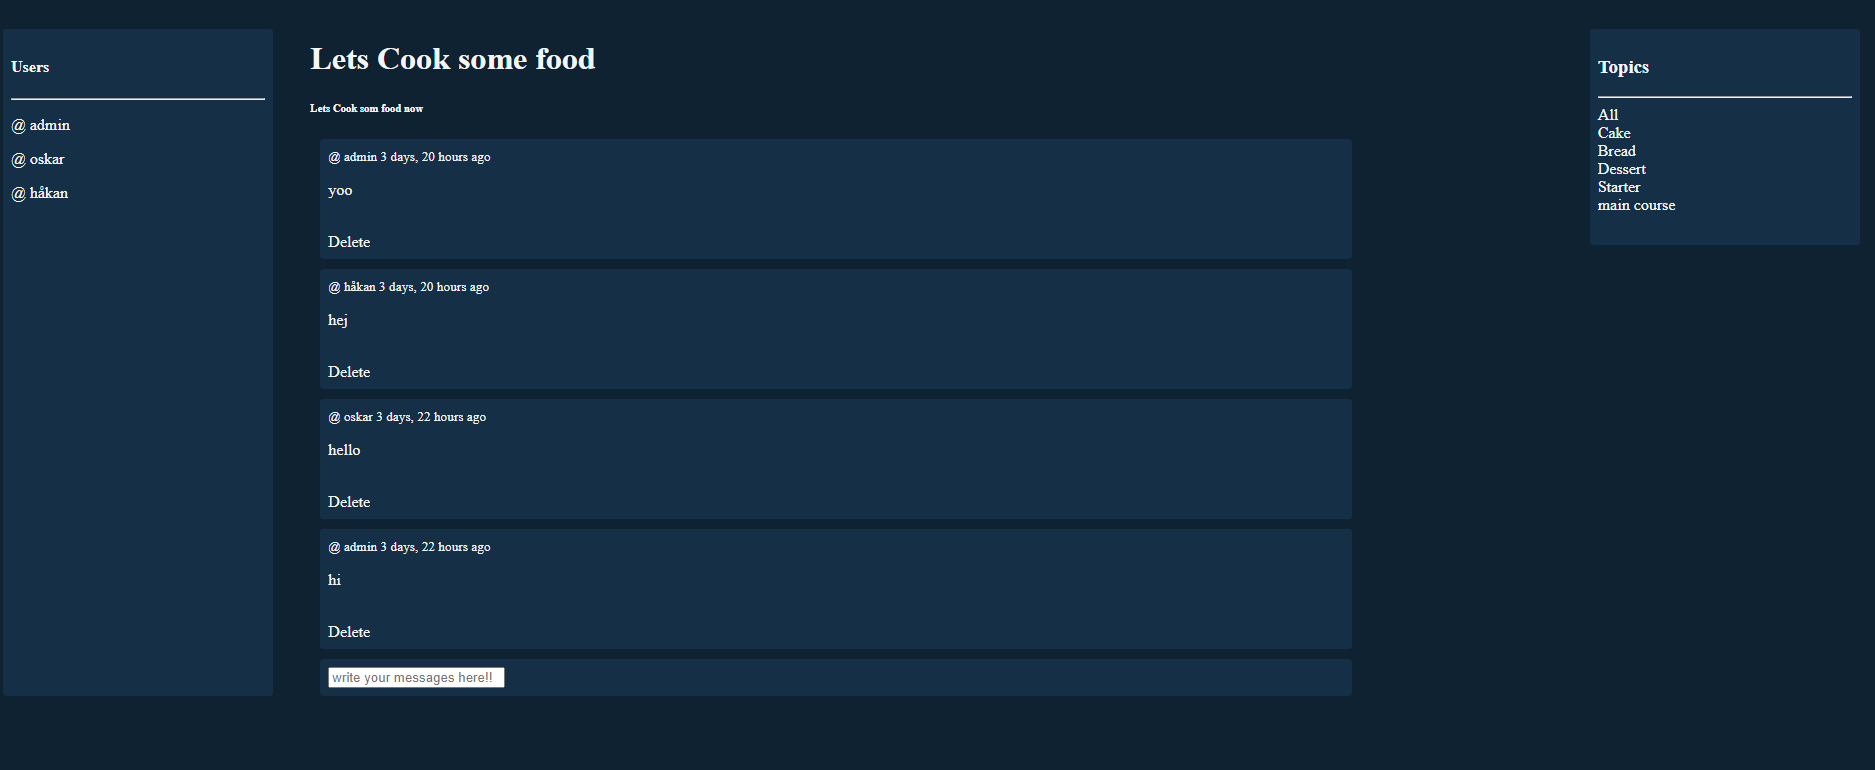 Users
@ admin
@ oskar
@ håkan
Lets Cook some food
Lets Cook som food now
@ admin 3 days, 20 hours ago
yoo
Delete
@ håkan 3 days, 20 hours ago
hej
Delete
@ oskar 3 days, 22 hours ago
hello
Delete
@ admin 3 days, 22 hours ago
hi
Delete
write your messages here!!
Topics
All
Cake
Bread
Dessert
Starter
main course